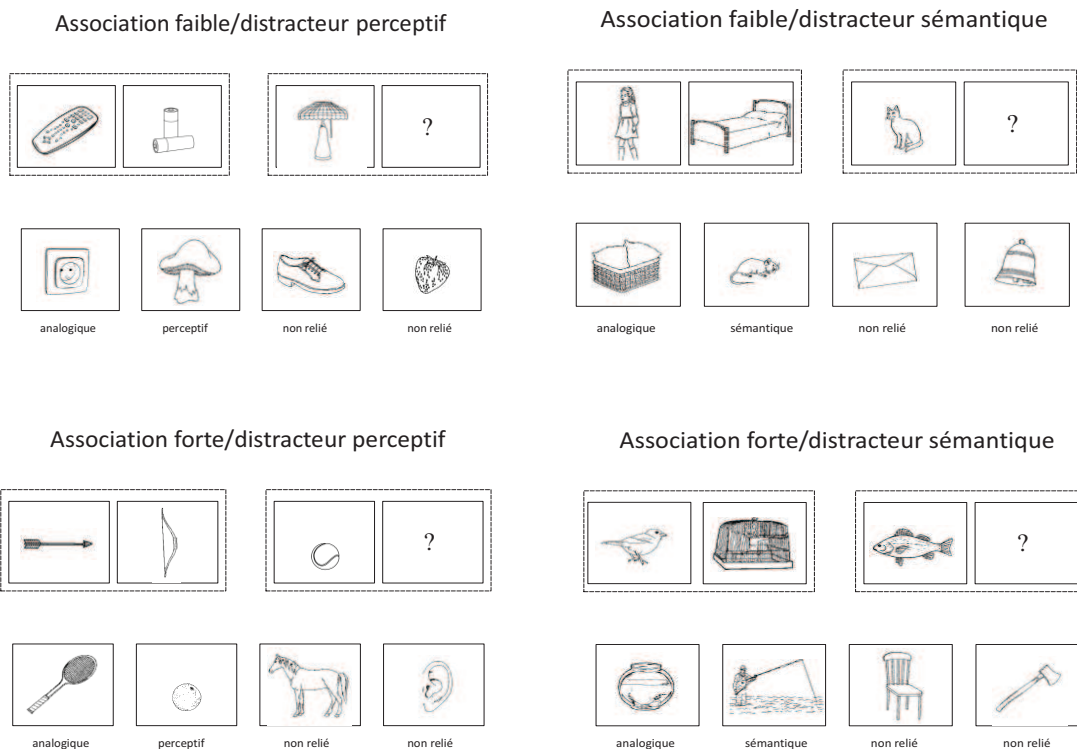 Association faible/distracteur perceptif
?
analogique perceptif non relié non relié
Association faible/distracteur sémantique
?
analogique sémantique non relié non relié
Association forte/distracteur perceptif
?
analogique perceptif non relié non relié
Association forte/distracteur sémantique
?
analogique sémantique non relié non relié